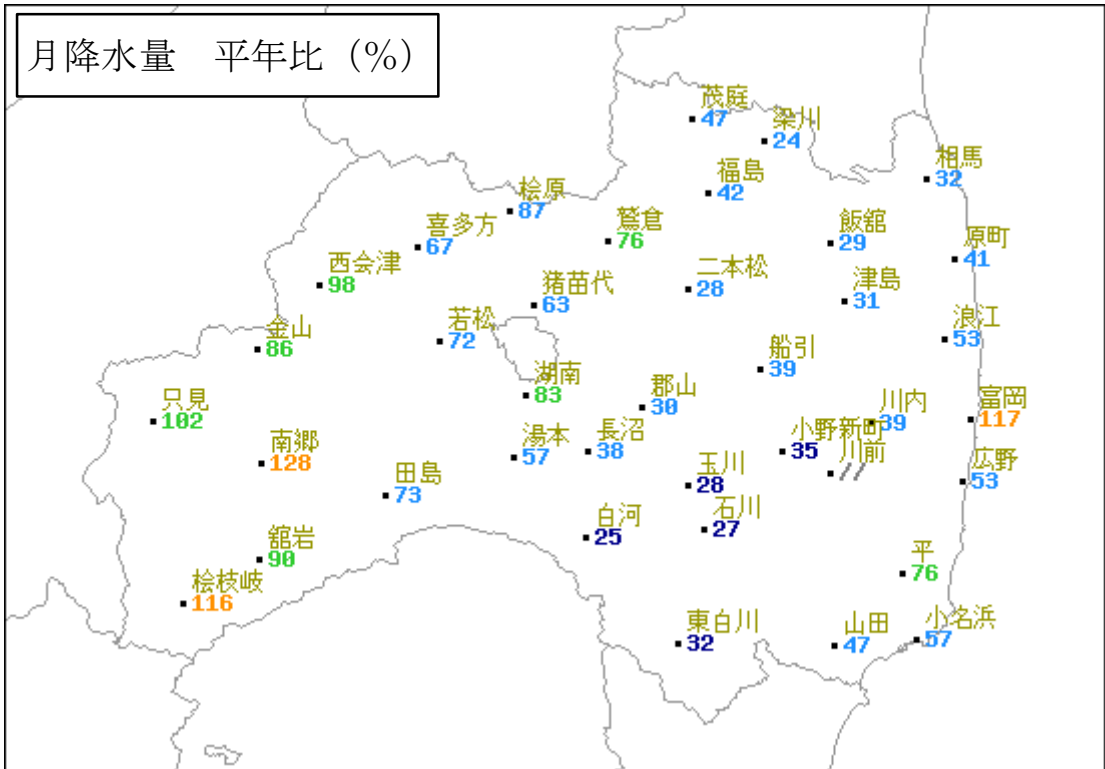 月降水量　平年比（％）
茂庭
47
梁川
24
相馬
32
福島
42
桧原
87
鷲倉
76
飯舘
29
原町
41
喜多方
67
西会津
98
二本松
28
津島
31
猪苗代
63
若松
72
浪江
53
金山
86
船引
39
湖南
83
郡山
30
只見
102
川内
39
富岡
117
南郷
128
湯本
57
長沼
38
小野新町
35
川前
//
広野
53
田島
73
玉川
28
石川
27
白河
25
舘岩
90
平
76
桧枝岐
116
東白川
32
山田
47
小名浜
57